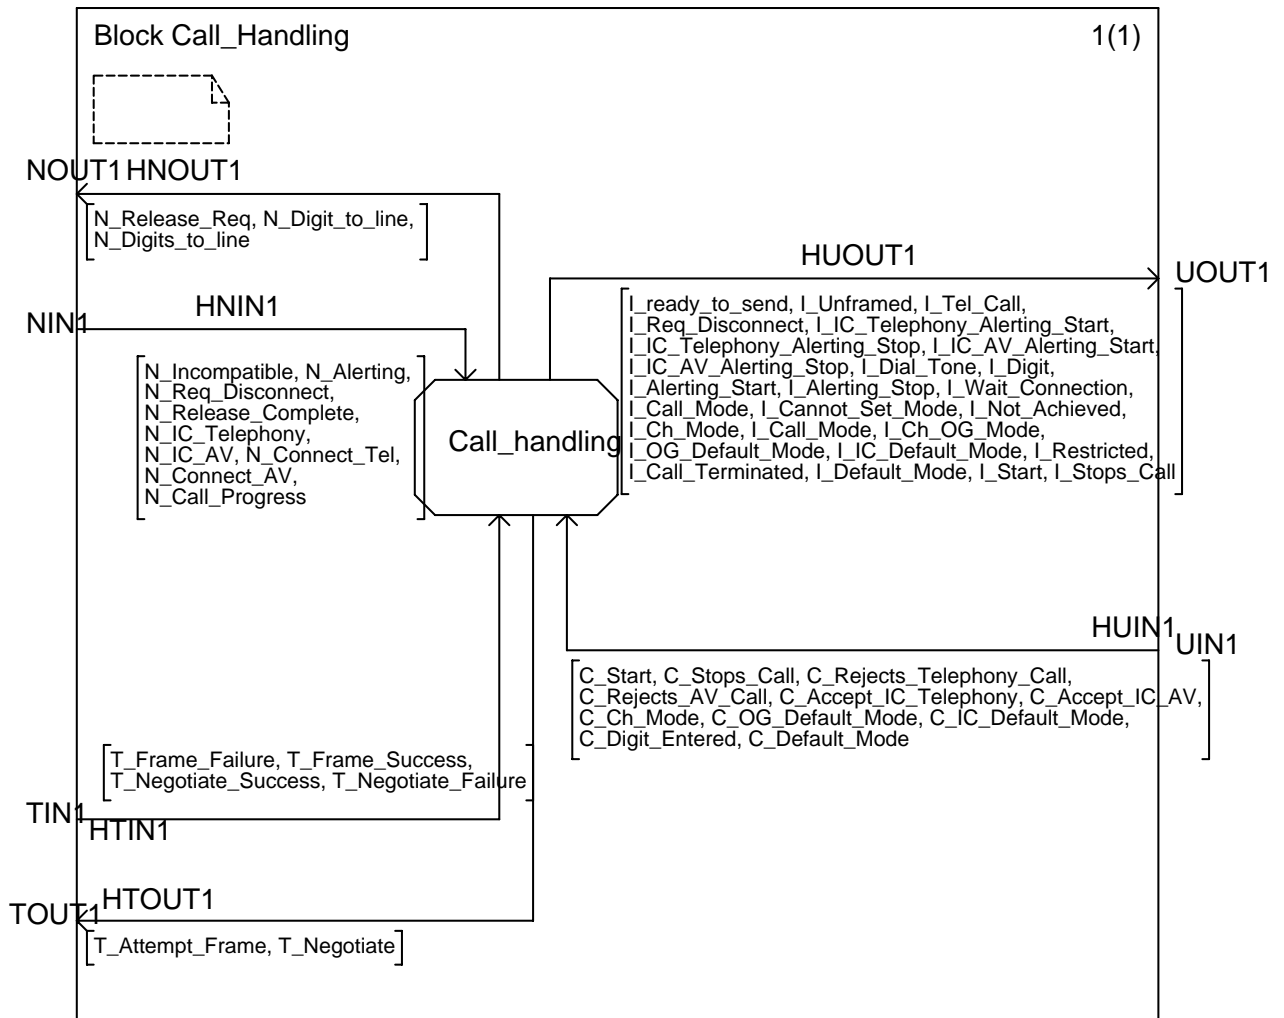 Block Call_Handling
1(1)
NOUT1 HNOUT1
N_Release_Req, N_Digit_to_line,
N_Digits_to_line
HUOUT1
UOUT1
I_ready_to_send, I_Unframed, I_Tel_Call,
I_Req_Disconnect, I_IC_Telephony_Alerting_Start,
I_IC_Telephony_Alerting_Stop, I_IC_AV_Alerting_Start,
I_IC_AV_Alerting_Stop, I_Dial_Tone, I_Digit,
I_Alerting_Start, I_Alerting_Stop, I_Wait_Connection,
I_Call_Mode, I_Cannot_Set_Mode, I_Not_Achieved,
I_Ch_Mode, I_Call_Mode, I_Ch_OG_Mode,
I_OG_Default_Mode, I_IC_Default_Mode, I_Restricted,
I_Call_Terminated, I_Default_Mode, I_Start, I_Stops_Call
HNIN1
NIN1
N_Incompatible, N_Alerting,
N_Req_Disconnect,
N_Release_Complete,
N_IC_Telephony,
N_IC_AV, N_Connect_Tel,
N_Connect_AV,
N_Call_Progress
Call_handling
HUIN1
UIN1
C_Start, C_Stops_Call, C_Rejects_Telephony_Call,
C_Rejects_AV_Call, C_Accept_IC_Telephony, C_Accept_IC_AV,
C_Ch_Mode, C_OG_Default_Mode, C_IC_Default_Mode,
C_Digit_Entered, C_Default_Mode
T_Frame_Failure, T_Frame_Success,
T_Negotiate_Success, T_Negotiate_Failure
TIN1
HTIN1
HTOUT1
TOUT1
T_Attempt_Frame, T_Negotiate